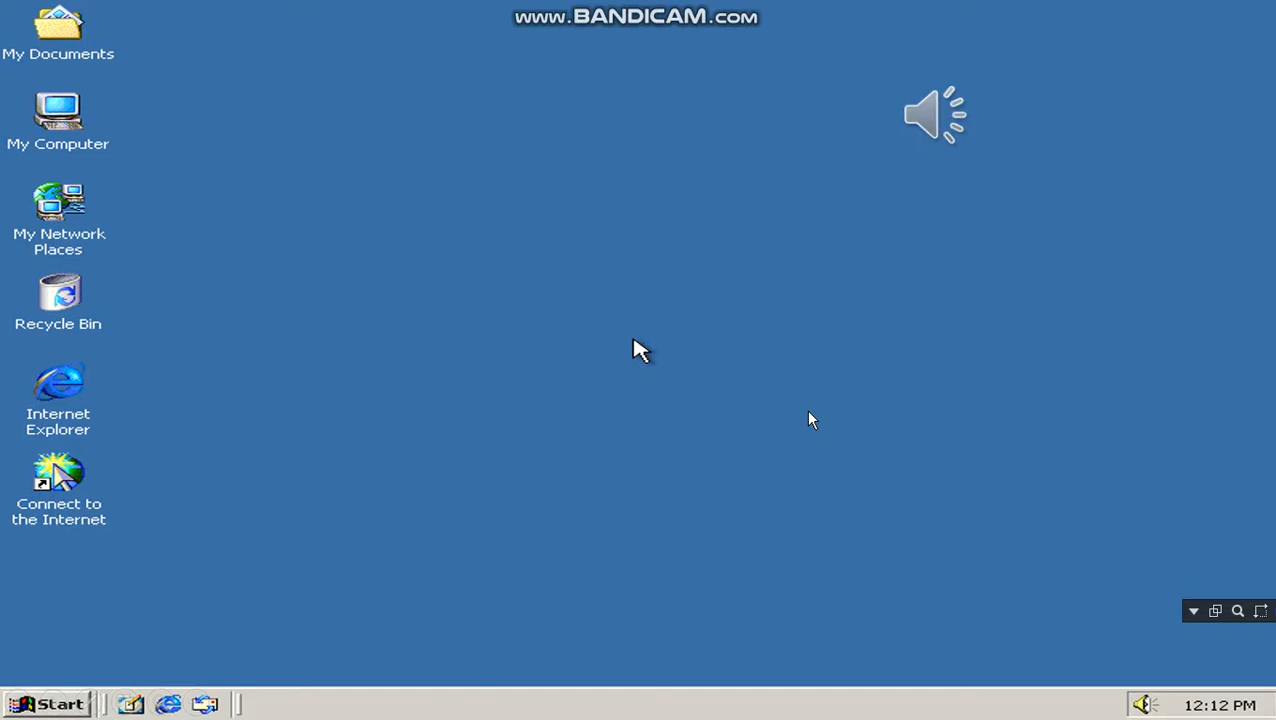 www.BANDICAM.com
My Documents
My Computer
My Network
Places
Recycle Bin
Internet
Explorer
Connect to
the Internet
Start
12:12 PM